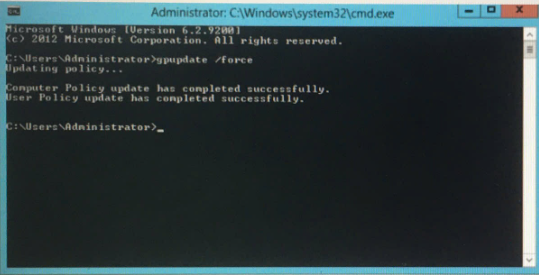 Administrator: C:\Windows\system32\cmd.exe
Microsoft Windows [Version 6.2.9200]
(c) 2012 Microsoft Corporation. All rights reserved.
C:\Users\Administrator>gpupdate /force
Updating policy...
Computer Policy update has completed successfully.
User Policy update has completed successfully.
C:\Users\Administrator>_